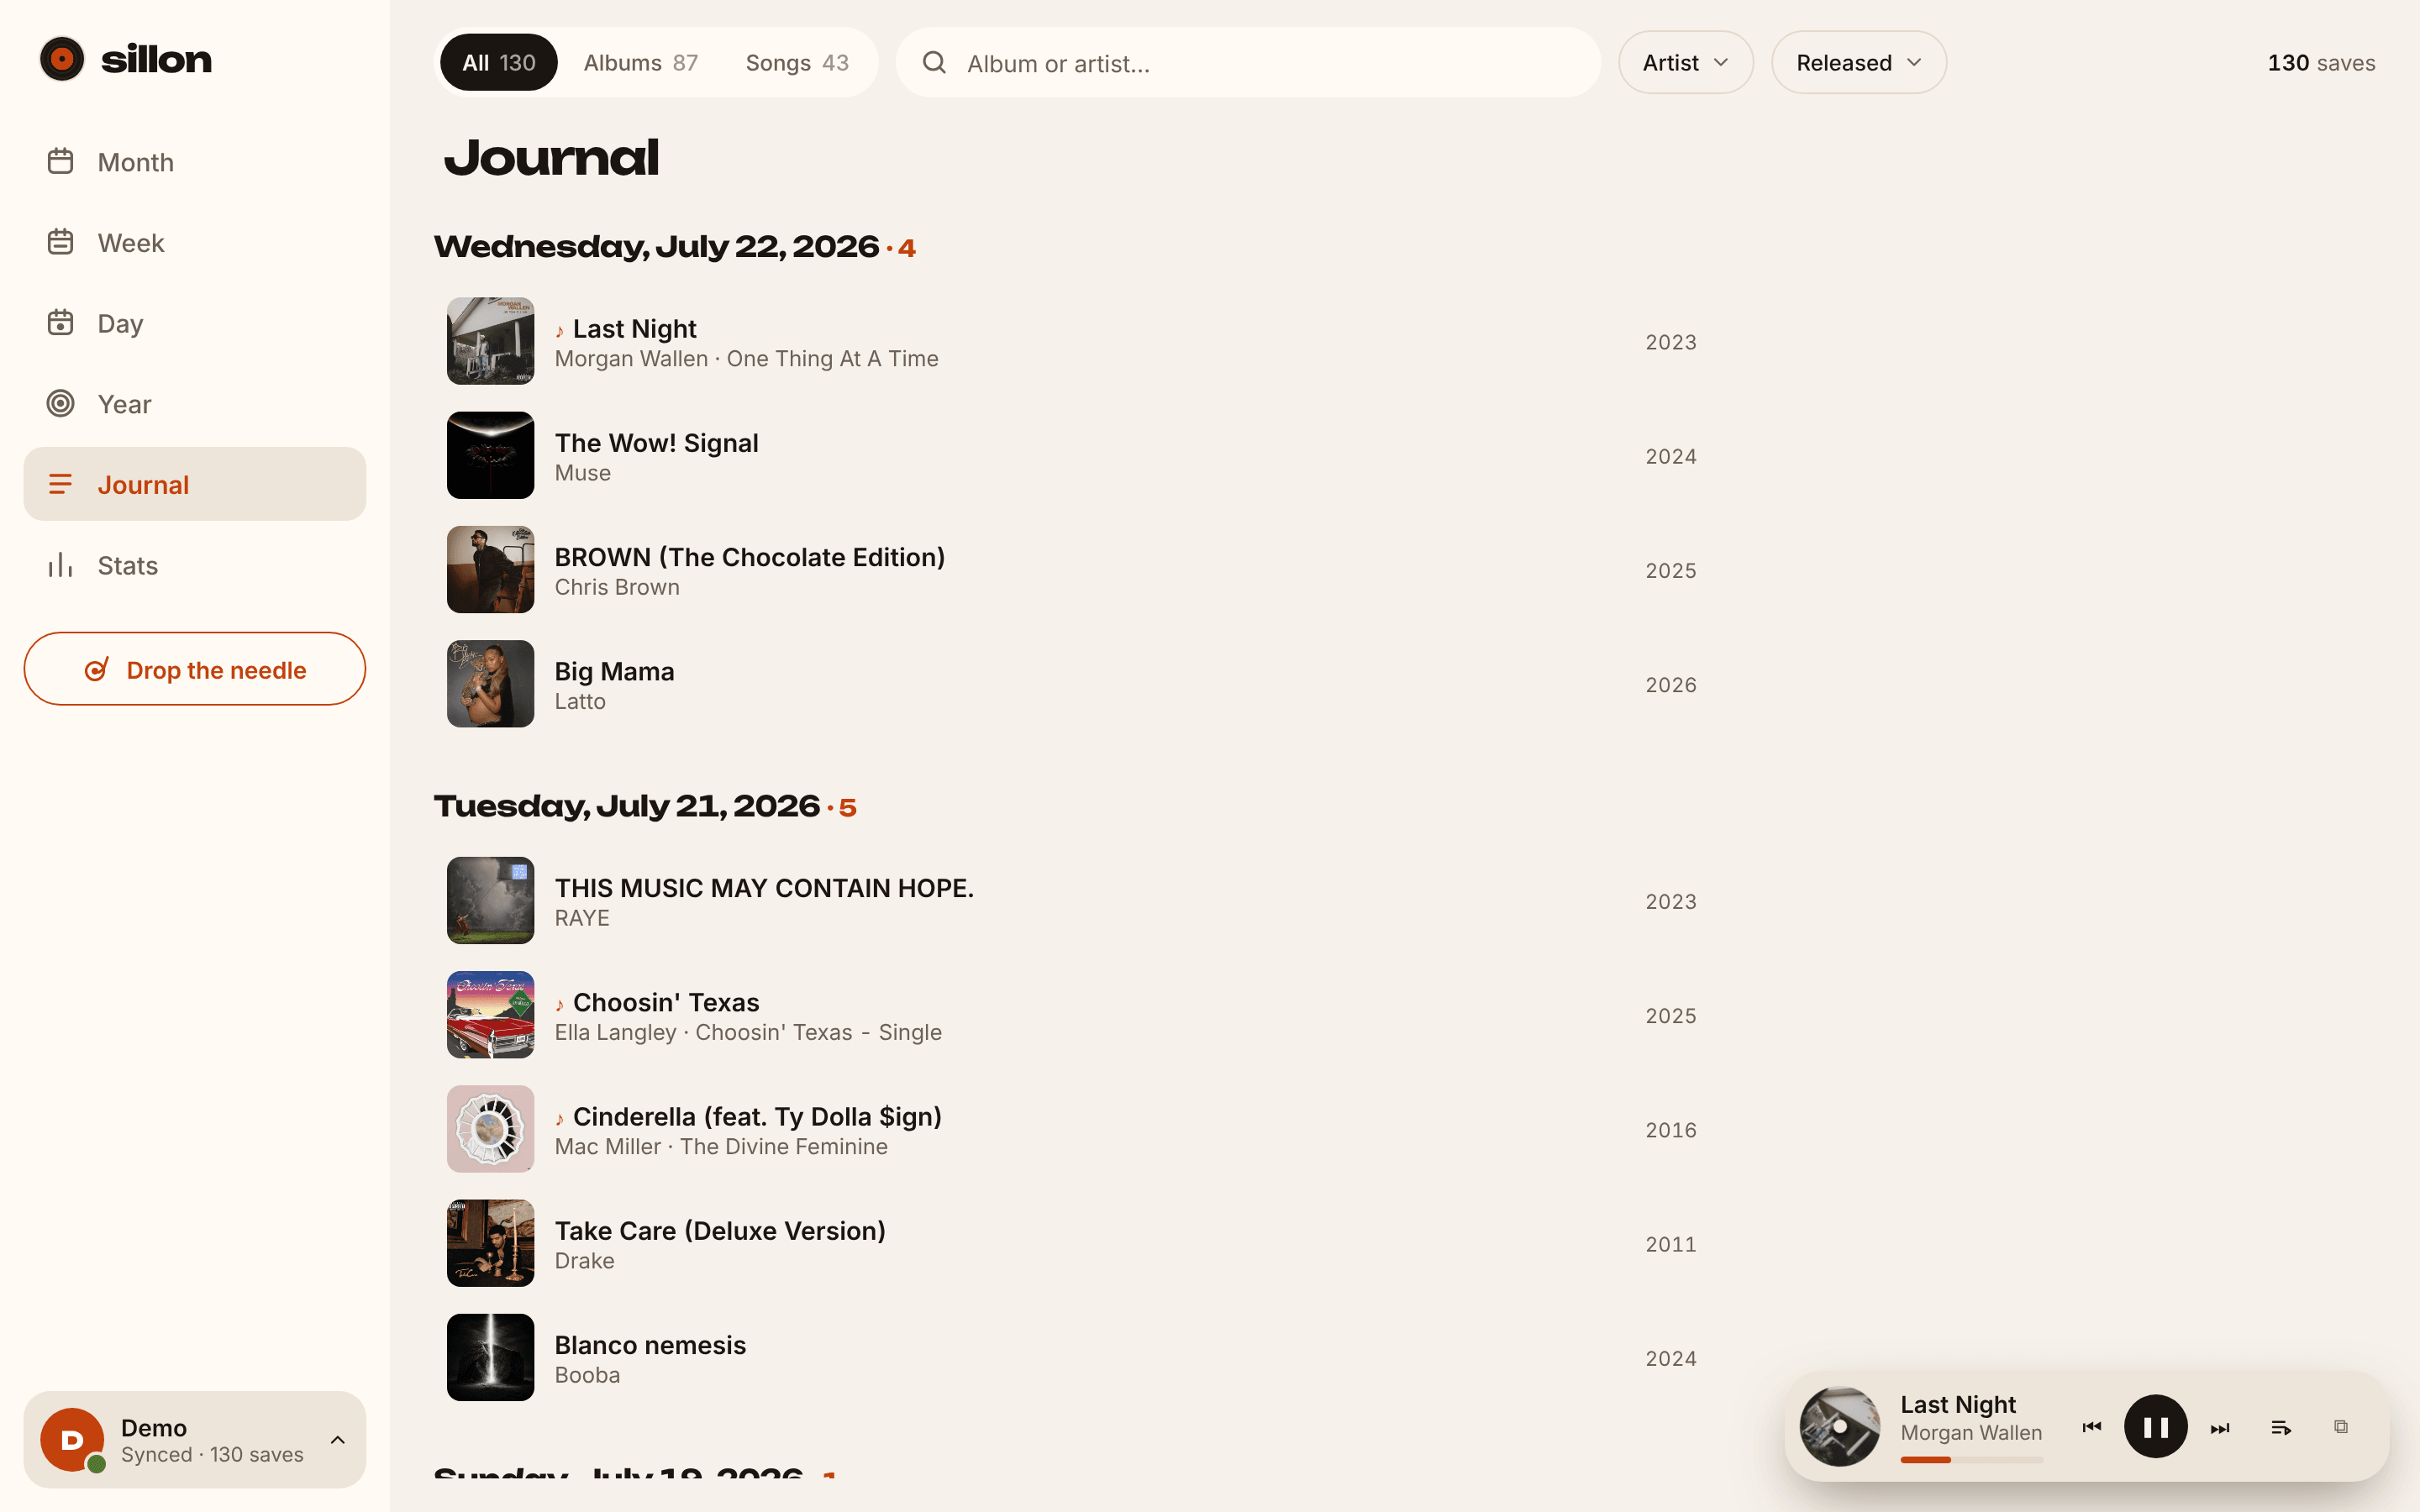 sillon
Month
Week
Day
Year
Journal
Stats
Drop the needle
Demo
Synced · 130 saves
All 130 Albums 87 Songs 43
Album or artist...
Artist
Released
130 saves
Journal
Wednesday, July 22, 2026 · 4
♪ Last Night
Morgan Wallen · One Thing At A Time
2023
The Wow! Signal
Muse
2024
BROWN (The Chocolate Edition)
Chris Brown
2025
Big Mama
Latto
2026
Tuesday, July 21, 2026 · 5
THIS MUSIC MAY CONTAIN HOPE.
RAYE
2023
♪ Choosin' Texas
Ella Langley · Choosin' Texas - Single
2025
♪ Cinderella (feat. Ty Dolla $ign)
Mac Miller · The Divine Feminine
2016
Take Care (Deluxe Version)
Drake
2011
Blanco nemesis
Booba
2024
Sunday, July 19, 2026 · 1
Last Night
Morgan Wallen